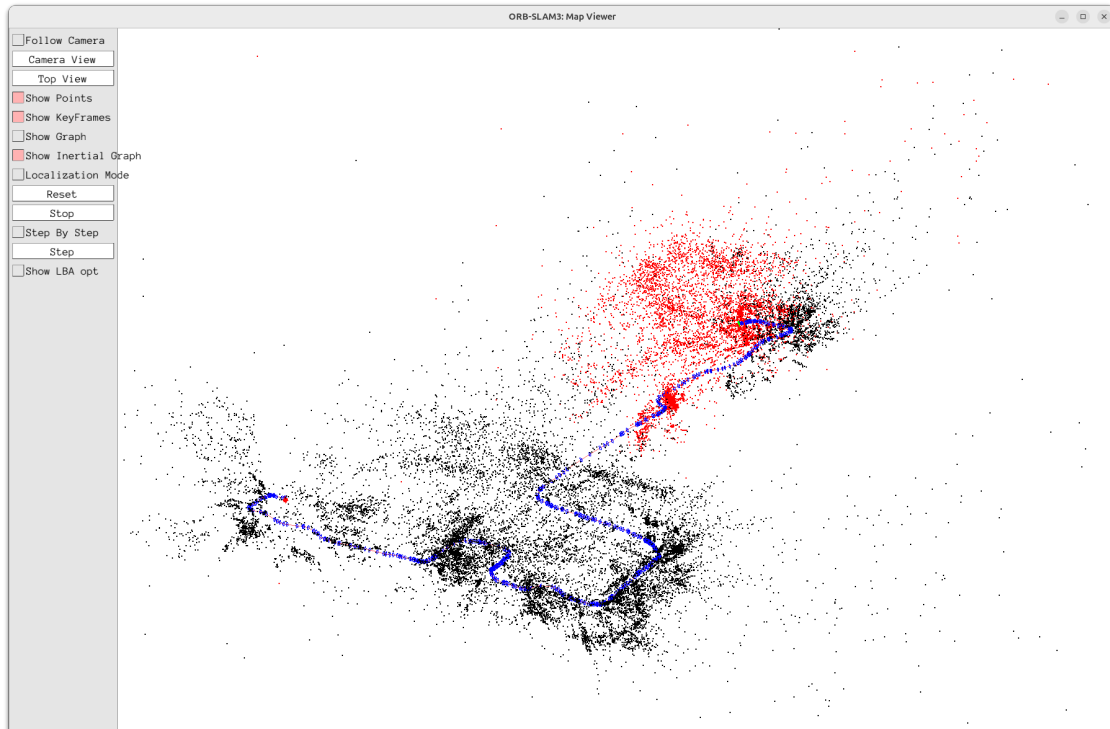 ORB-SLAM3: Map Viewer
Follow Camera
Camera View
Top View
Show Points
Show KeyFrames
Show Graph
Show Inertial Graph
Localization Mode
Reset
Stop
Step By Step
Step
Show LBA opt